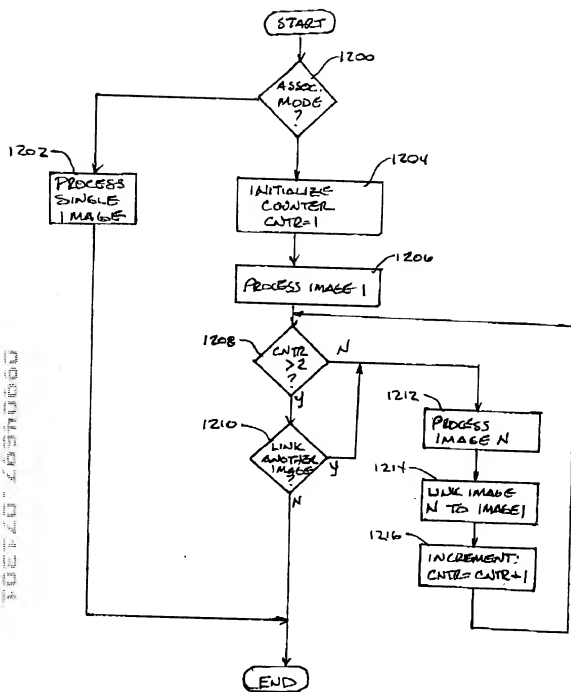 START
1200
ASSOC.
MODE
?
1202
PROCESS
SINGLE
IMAGE
1204
INITIALIZE
COUNTER
CNTR=1
1206
PROCESS IMAGE 1
1208
CNTR
>2
?
N
Y
1210
LINK
ANOTHER
IMAGE
?
Y
N
1212
PROCESS
IMAGE N
1214
LINK IMAGE
N TO IMAGE 1
1216
INCREMENT:
CNTR=CNTR+1
END